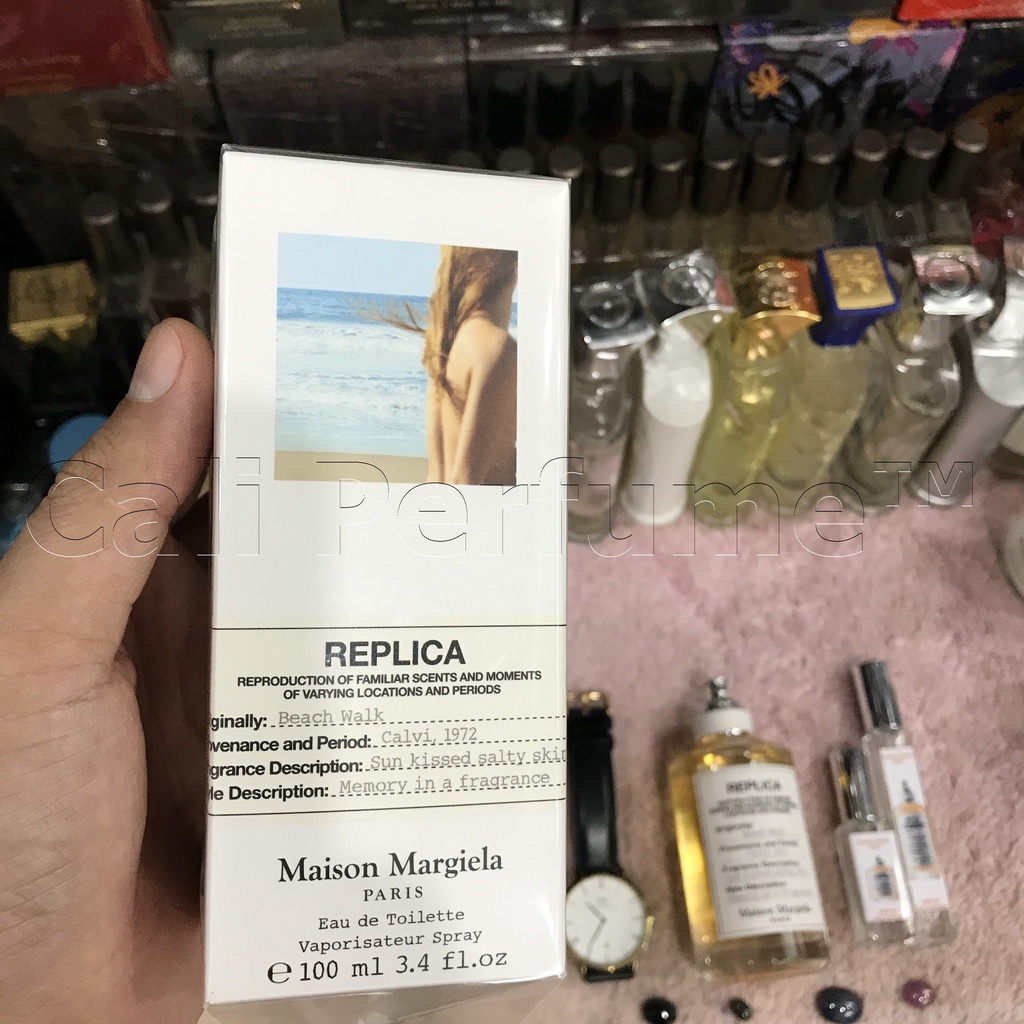 REPLICA
REPRODUCTION OF FAMILIAR SCENTS AND MOMENTS
OF VARYING LOCATIONS AND PERIODS
ginally: Beach Walk
ovenance and Period: Calvi, 1972
grance Description: Sun kissed salty skin
le Description: Memory in a fragrance
Maison Margiela
PARIS
Eau de Toilette
Vaporisateur Spray
℮ 100 ml 3.4 fl.oz
Cali Perfume™
REPLICA
Maison Margiela